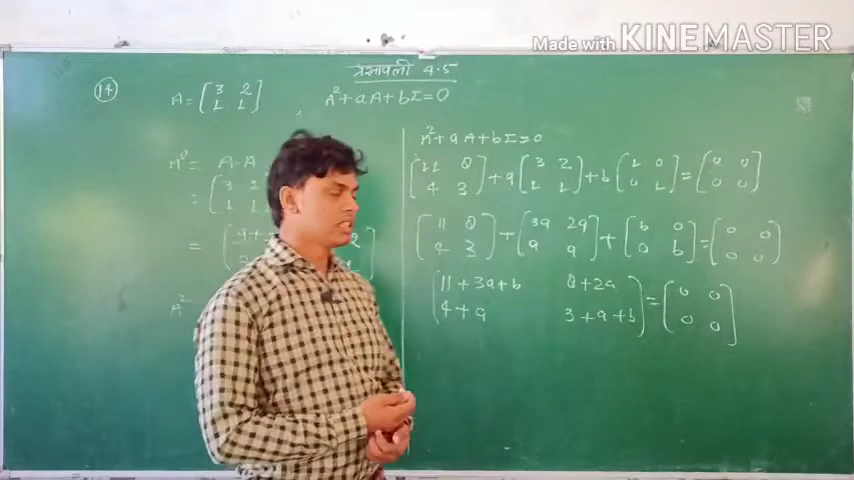 Made with KINEMASTER
प्रश्नावली 4.5
(14) A = [3 2
1 1], A² + aA + bI = 0
A² = A·A
A² + aA + bI = 0
[11 8
4 3] + a[3 2
1 1] + b[1 0
0 1] = [0 0
0 0]
[11 8
4 3] + [3a 2a
a a] + [b 0
0 b] = [0 0
0 0]
[11+3a+b 8+2a
4+a 3+a+b] = [0 0
0 0]
A²